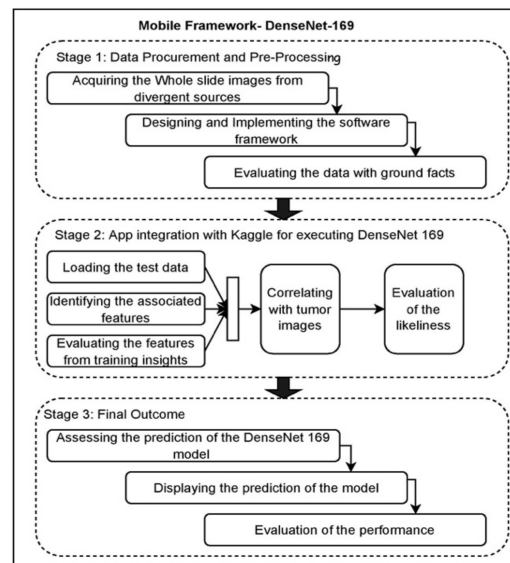 Mobile Framework- DenseNet-169
Stage 1: Data Procurement and Pre-Processing
Acquiring the Whole slide images from
divergent sources
Designing and Implementing the software
framework
Evaluating the data with ground facts
Stage 2: App integration with Kaggle for executing DenseNet 169
Loading the test data
Identifying the associated
features
Evaluating the features
from training insights
Correlating
with tumor
images
Evaluation
of the
likeliness
Stage 3: Final Outcome
Assessing the prediction of the DenseNet 169
model
Displaying the prediction of the model
Evaluation of the performance